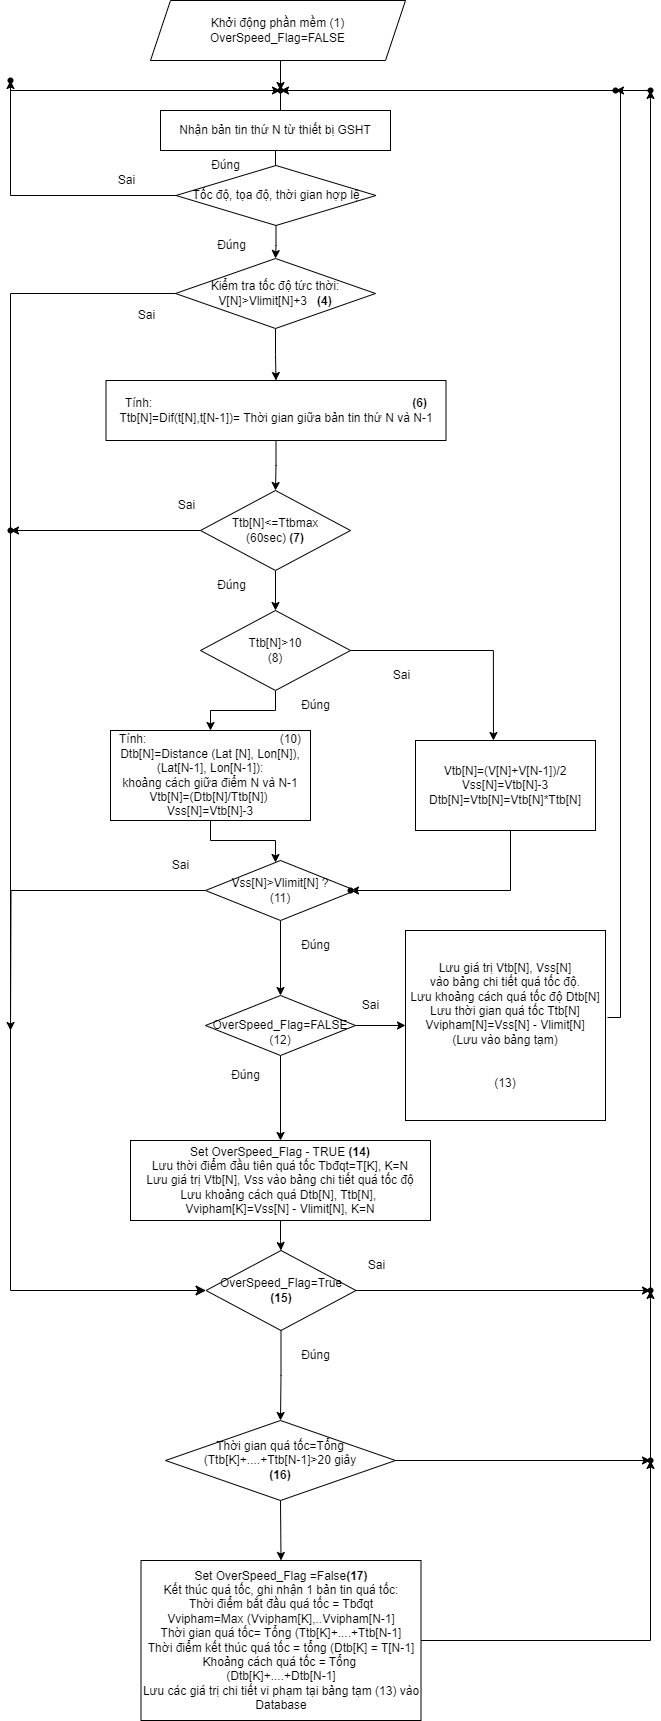 Khởi động phần mềm (1)
OverSpeed_Flag=FALSE
Nhận bản tin thứ N từ thiết bị GSHT
Đúng
Sai
Tốc độ, tọa độ, thời gian hợp lệ
Đúng
Kiểm tra tốc độ tức thời:
V[N]>Vlimit[N]+3 (4)
Sai
Tính: (6)
Ttb[N]=Dif(t[N],t[N-1])= Thời gian giữa bản tin thứ N và N-1
Sai
Ttb[N]<=Ttbmax
(60sec) (7)
Đúng
Ttb[N]>10
(8)
Sai
Đúng
Tính: (10)
Dtb[N]=Distance (Lat [N], Lon[N]),
(Lat[N-1], Lon[N-1]):
khoảng cách giữa điểm N và N-1
Vtb[N]=(Dtb[N]/Ttb[N])
Vss[N]=Vtb[N]-3
Vtb[N]=(V[N]+V[N-1])/2
Vss[N]=Vtb[N]-3
Dtb[N]=Vtb[N]=Vtb[N]*Ttb[N]
Sai
Vss[N]>Vlimit[N] ?
(11)
Đúng
OverSpeed_Flag=FALSE
(12)
Sai
Đúng
Lưu giá trị Vtb[N], Vss[N]
vào bảng chi tiết quá tốc độ.
Lưu khoảng cách quá tốc độ Dtb[N]
Lưu thời gian quá tốc Ttb[N]
Vvipham[N]=Vss[N] - Vlimit[N]
(Lưu vào bảng tạm)
(13)
Set OverSpeed_Flag - TRUE (14)
Lưu thời điểm đầu tiên quá tốc Tbđqt=T[K], K=N
Lưu giá trị Vtb[N], Vss vào bảng chi tiết quá tốc độ
Lưu khoảng cách quá Dtb[N], Ttb[N],
Vvipham[K]=Vss[N] - Vlimit[N], K=N
Sai
OverSpeed_Flag=True
(15)
Đúng
Thời gian quá tốc=Tổng
(Ttb[K]+....+Ttb[N-1]>20 giây
(16)
Set OverSpeed_Flag =False(17)
Kết thúc quá tốc, ghi nhận 1 bản tin quá tốc:
Thời điểm bắt đầu quá tốc = Tbđqt
Vvipham=Max (Vvipham[K],..Vvipham[N-1]
Thời gian quá tốc= Tổng (Ttb[K]+....+Ttb[N-1]
Thời điểm kết thúc quá tốc = tổng (Dtb[K] = T[N-1]
Khoảng cách quá tốc = Tổng
(Dtb[K]+....+Dtb[N-1]
Lưu các giá trị chi tiết vi phạm tại bảng tạm (13) vào
Database